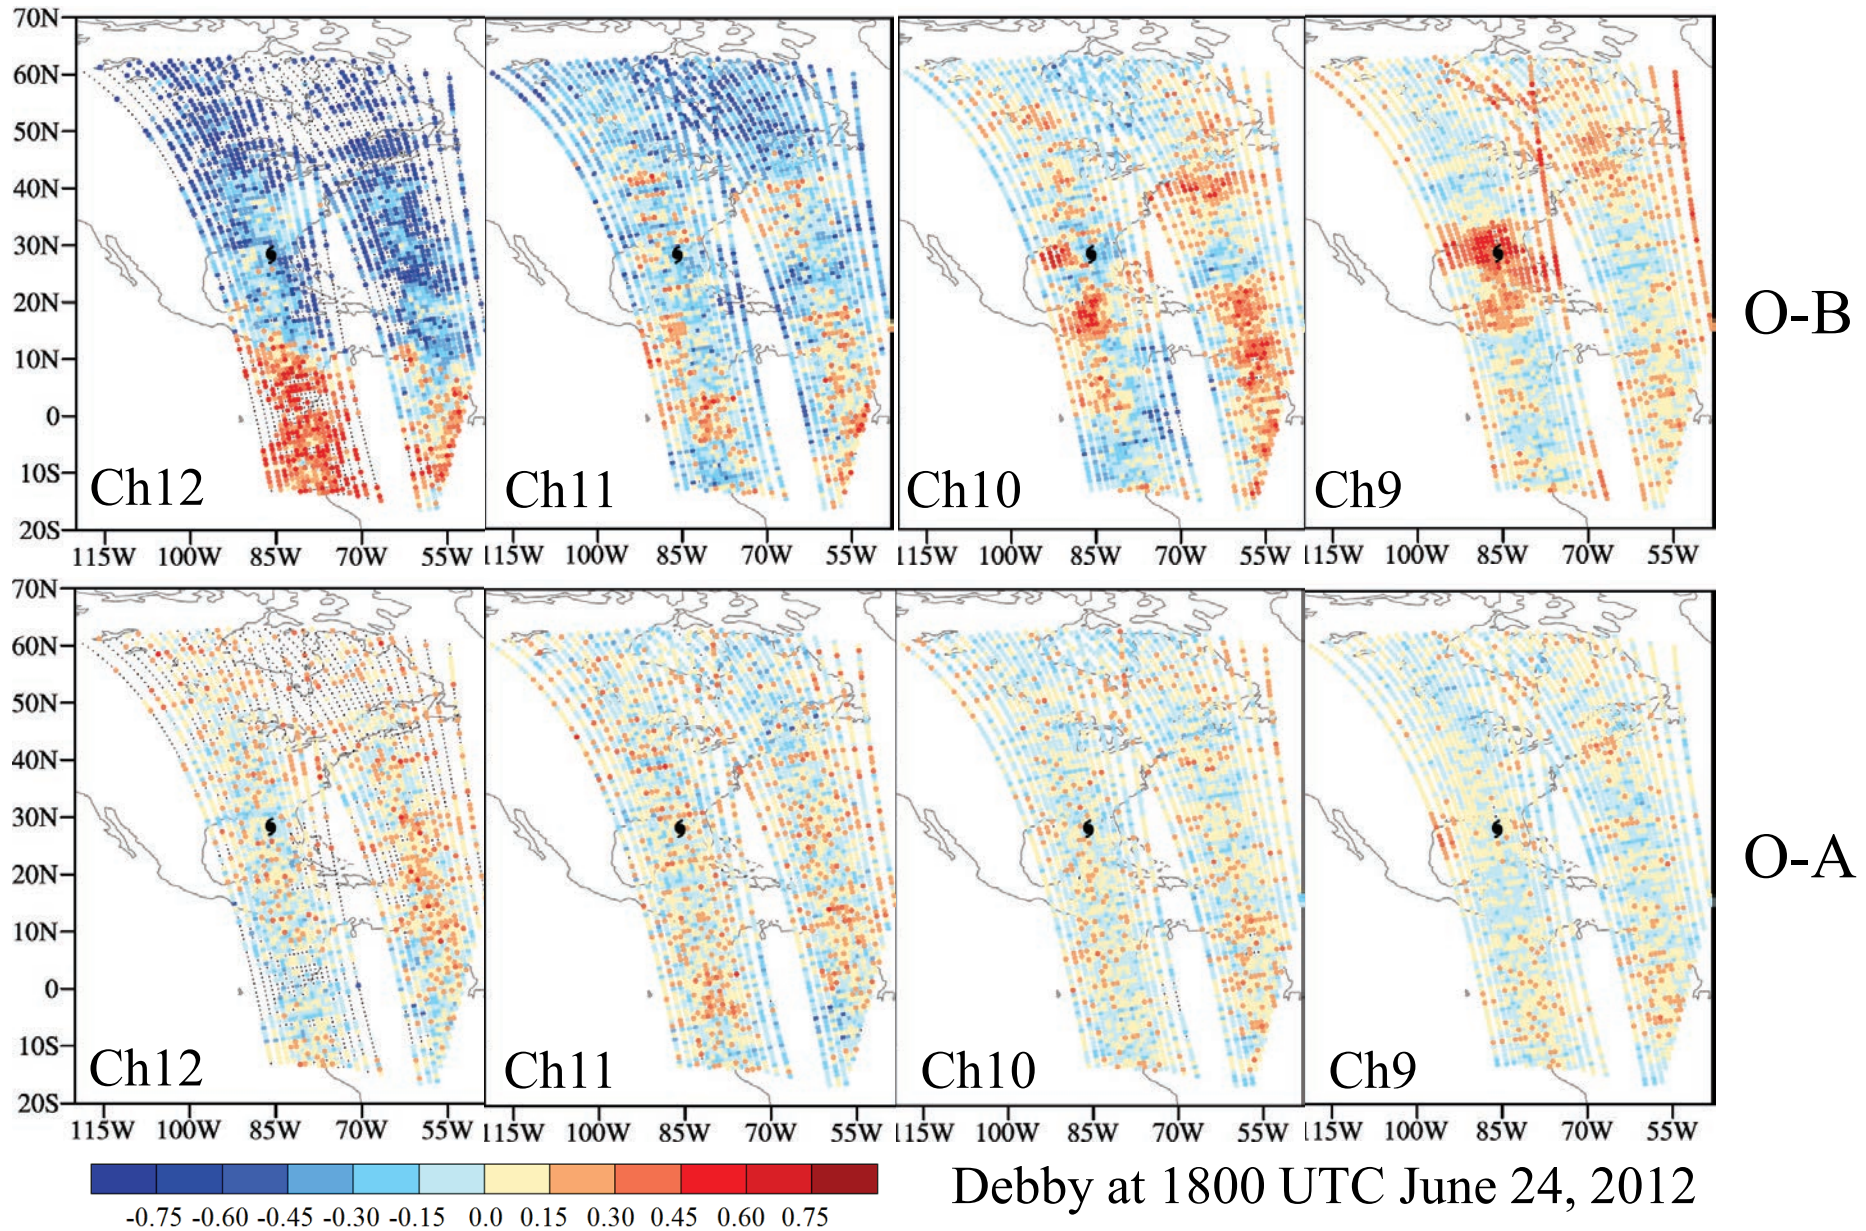 70N
60N
50N
40N
30N
20N
10N
0
10S
20S
Ch12
Ch11
Ch10
Ch9
O-B
115W 100W 85W 70W 55W
115W 100W 85W 70W 55W
115W 100W 85W 70W 55W
115W 100W 85W 70W 55W
70N
60N
50N
40N
30N
20N
10N
0
10S
20S
Ch12
Ch11
Ch10
Ch9
O-A
115W 100W 85W 70W 55W
115W 100W 85W 70W 55W
115W 100W 85W 70W 55W
115W 100W 85W 70W 55W
-0.75 -0.60 -0.45 -0.30 -0.15 0.0 0.15 0.30 0.45 0.60 0.75
Debby at 1800 UTC June 24, 2012